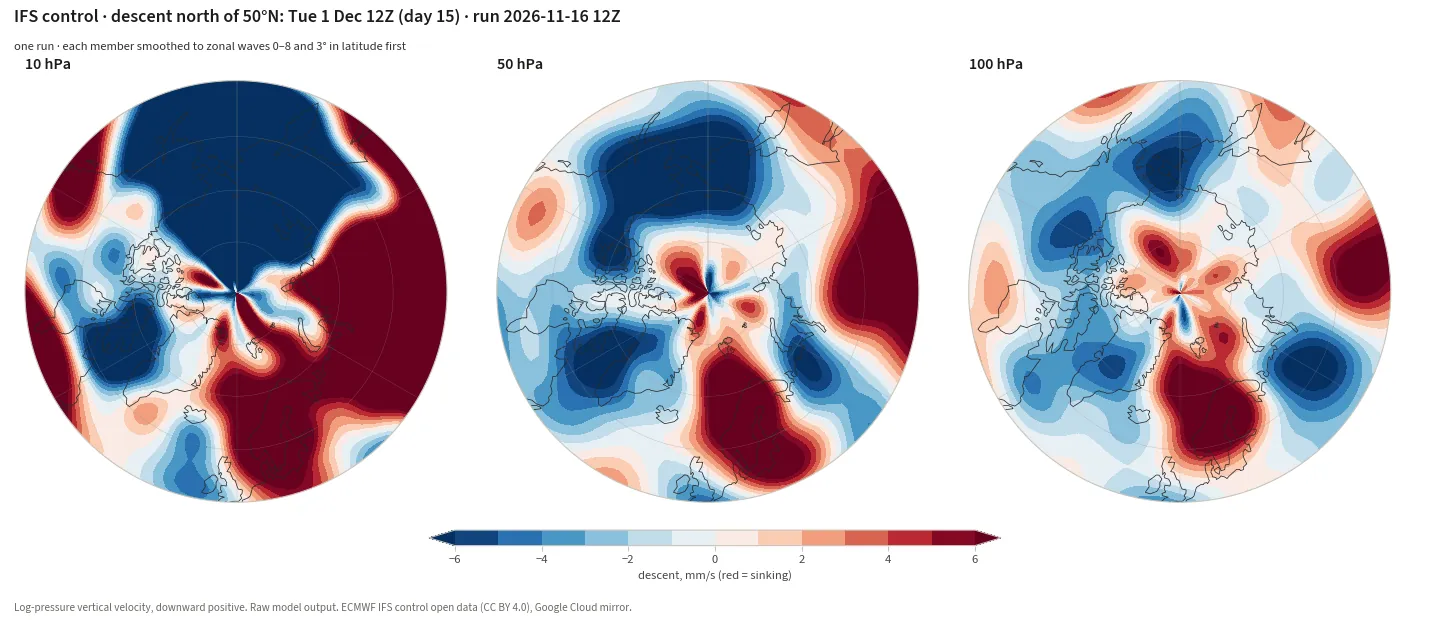 IFS control · descent north of 50°N: Tue 1 Dec 12Z (day 15) · run 2026-11-16 12Z
one run · each member smoothed to zonal waves 0–8 and 3° in latitude first
10 hPa
50 hPa
100 hPa
−6 −4 −2 0 2 4 6
descent, mm/s (red = sinking)
Log-pressure vertical velocity, downward positive. Raw model output. ECMWF IFS control open data (CC BY 4.0), Google Cloud mirror.